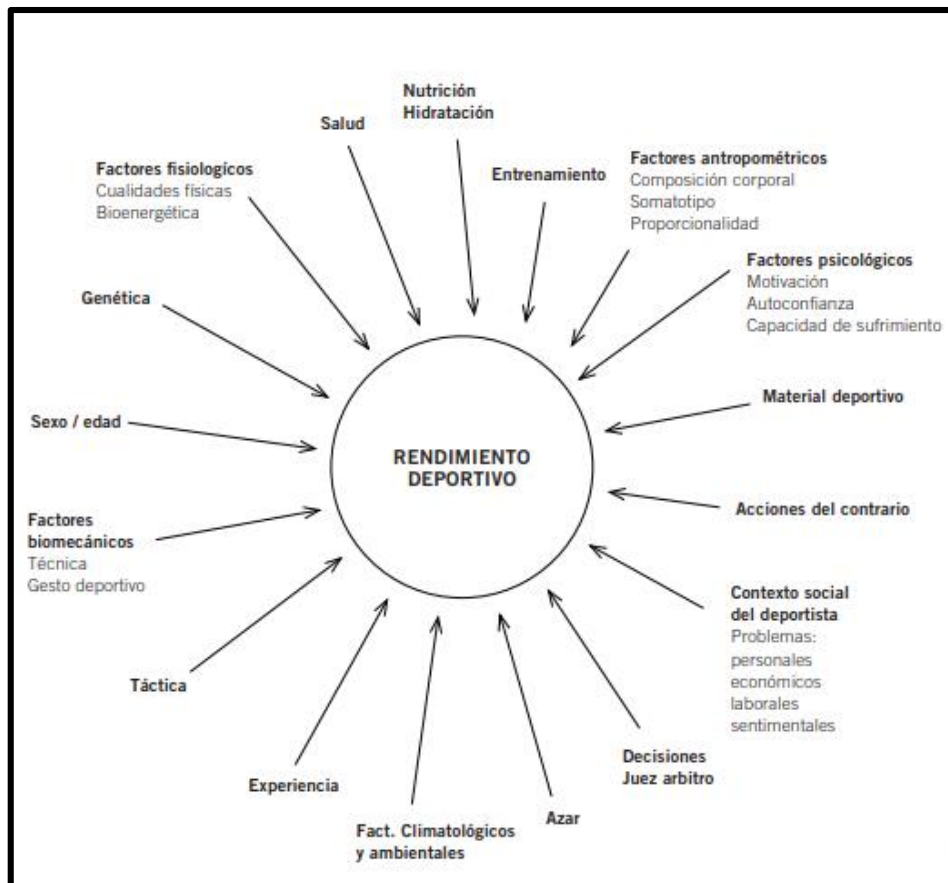 Nutrición
Hidratación
Salud
Entrenamiento
Factores antropométricos
Composición corporal
Somatotipo
Proporcionalidad
Factores fisiologícos
Cualidades físicas
Bioenergética
Factores psicológicos
Motivación
Autoconfianza
Capacidad de sufrimiento
Genética
Material deportivo
Sexo / edad
RENDIMIENTO
DEPORTIVO
Acciones del contrario
Factores
biomecánicos
Técnica
Gesto deportivo
Contexto social
del deportista
Problemas:
personales
económicos
laborales
sentimentales
Táctica
Decisiones
Juez arbitro
Experiencia
Azar
Fact. Climatológicos
y ambientales